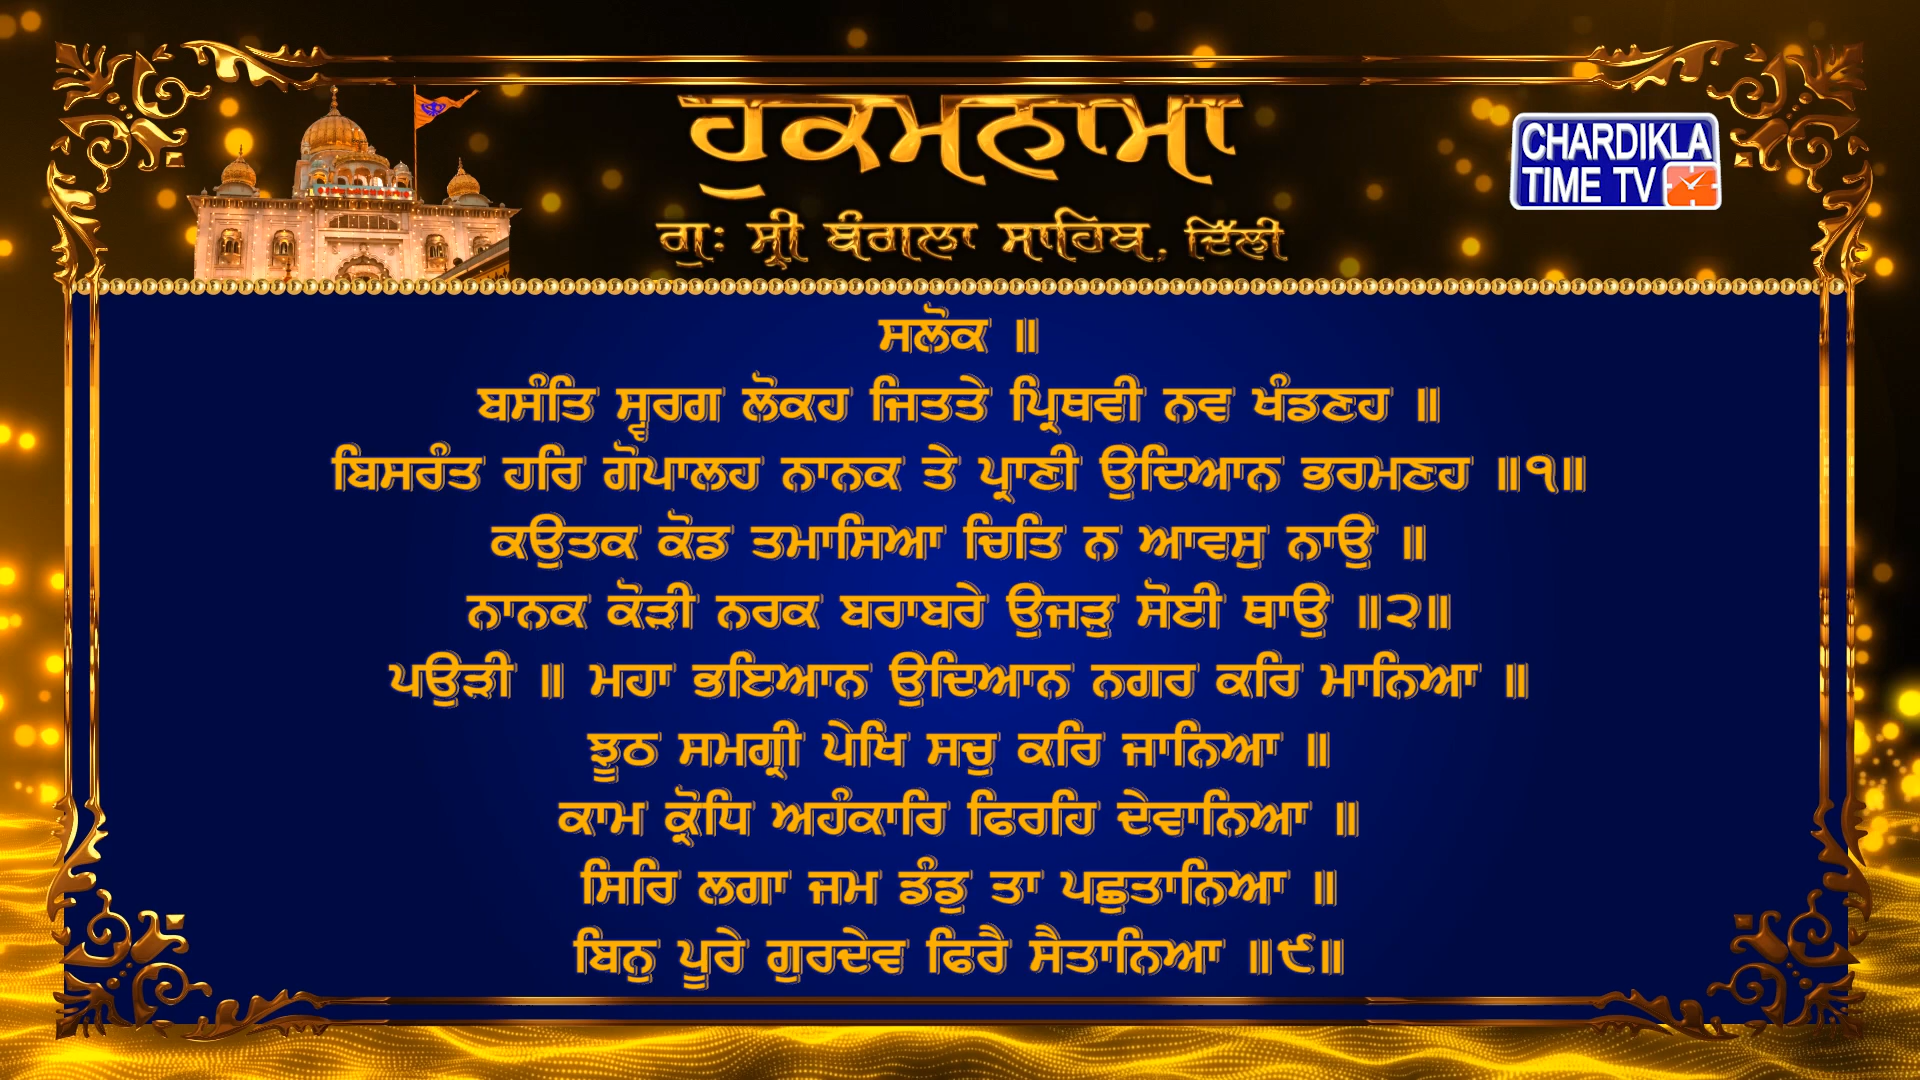 ਹੁਕਮਨਾਮਾ
ਗੁਃ ਸ੍ਰੀ ਬੰਗਲਾ ਸਾਹਿਬ, ਦਿੱਲੀ
CHARDIKLA
TIME TV
ਸਲੋਕ ॥
ਬਸੰਤਿ ਸ੍ਵਰਗ ਲੋਕਹ ਜਿਤਤੇ ਪ੍ਰਿਥਵੀ ਨਵ ਖੰਡਣਹ ॥
ਬਿਸਰੰਤ ਹਰਿ ਗੋਪਾਲਹ ਨਾਨਕ ਤੇ ਪ੍ਰਾਣੀ ਉਦਿਆਨ ਭਰਮਣਹ ॥੧॥
ਕਉਤਕ ਕੋਡ ਤਮਾਸਿਆ ਚਿਤਿ ਨ ਆਵਸੁ ਨਾਉ ॥
ਨਾਨਕ ਕੋੜੀ ਨਰਕ ਬਰਾਬਰੇ ਉਜੜੁ ਸੋਈ ਥਾਉ ॥੨॥
ਪਉੜੀ ॥ ਮਹਾ ਭਇਆਨ ਉਦਿਆਨ ਨਗਰ ਕਰਿ ਮਾਨਿਆ ॥
ਝੂਠ ਸਮਗ੍ਰੀ ਪੇਖਿ ਸਚੁ ਕਰਿ ਜਾਨਿਆ ॥
ਕਾਮ ਕ੍ਰੋਧਿ ਅਹੰਕਾਰਿ ਫਿਰਹਿ ਦੇਵਾਨਿਆ ॥
ਸਿਰਿ ਲਗਾ ਜਮ ਡੰਡੁ ਤਾ ਪਛੁਤਾਨਿਆ ॥
ਬਿਨੁ ਪੂਰੇ ਗੁਰਦੇਵ ਫਿਰੈ ਸੈਤਾਨਿਆ ॥੯॥